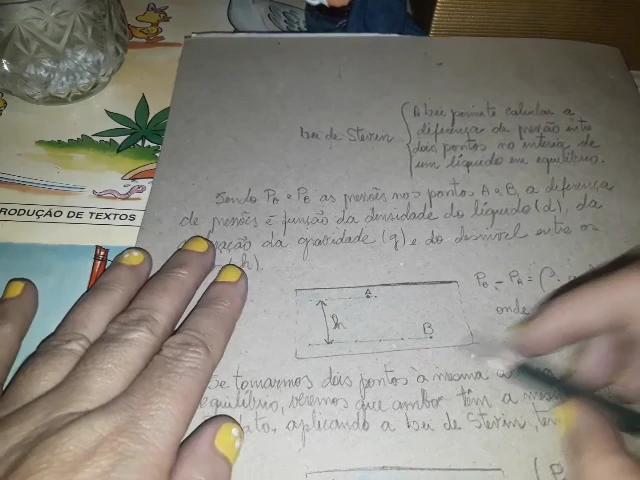 A Lei permite calcular a
Lei de Stevin
diferença de pressão entre
dois pontos no interior de
um líquido em equilíbrio.
Sendo PA e PB as pressões nos pontos A e B, a diferença
de pressões é função da densidade do líquido (d), da
da gravidade (g) e do desnível entre os
h).
RODUÇÃO DE TEXTOS
A
PB - PA =
h
onde
B
Se tomarmos dois pontos à mesma
equilíbrio, veremos que ambos têm a
aplicando a Lei de Stevin,